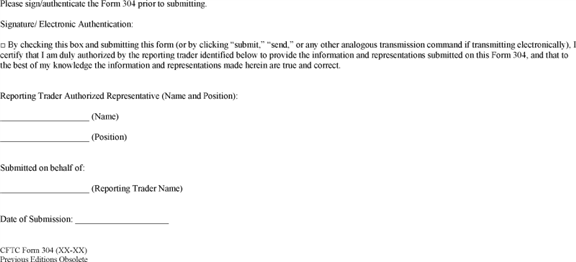 Please sign/authenticate the Form 304 prior to submitting.
Signature/ Electronic Authentication:
□ By checking this box and submitting this form (or by clicking “submit,” “send,” or any other analogous transmission command if transmitting electronically), I
certify that I am duly authorized by the reporting trader identified below to provide the information and representations submitted on this Form 304, and that to
the best of my knowledge the information and representations made herein are true and correct.
Reporting Trader Authorized Representative (Name and Position):
___________________ (Name)
___________________ (Position)
Submitted on behalf of:
___________________ (Reporting Trader Name)
Date of Submission: ____________________
CFTC Form 304 (XX-XX)
Previous Editions Obsolete